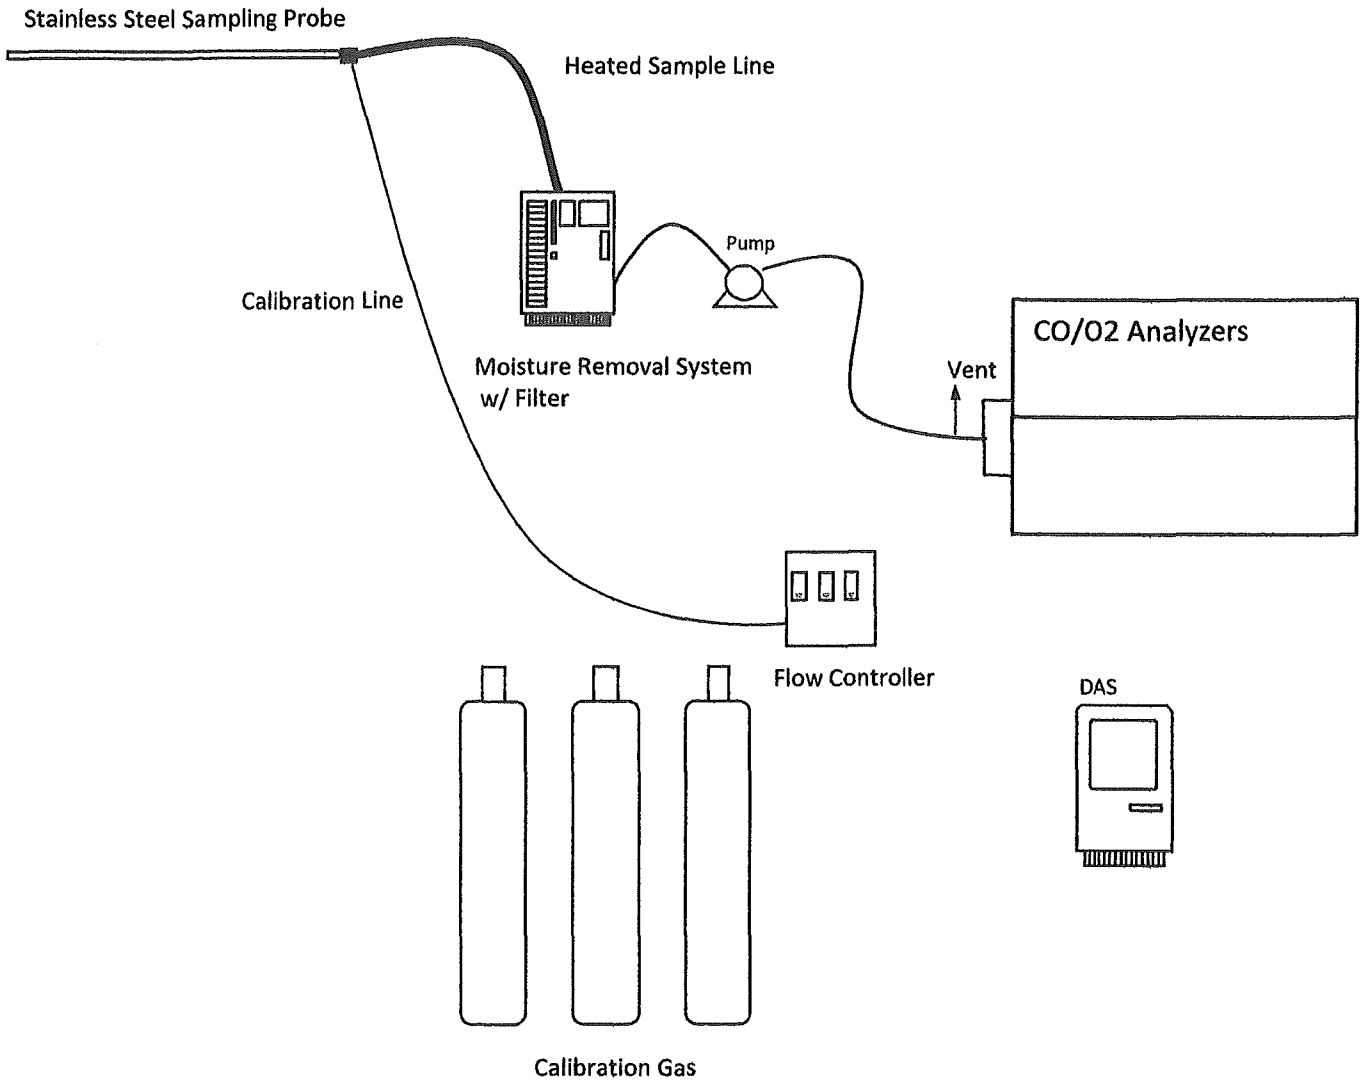 Stainless Steel Sampling Probe
Heated Sample Line
Pump
Calibration Line
CO/O2 Analyzers
Moisture Removal System
w/ Filter
Vent
Flow Controller
DAS
Calibration Gas